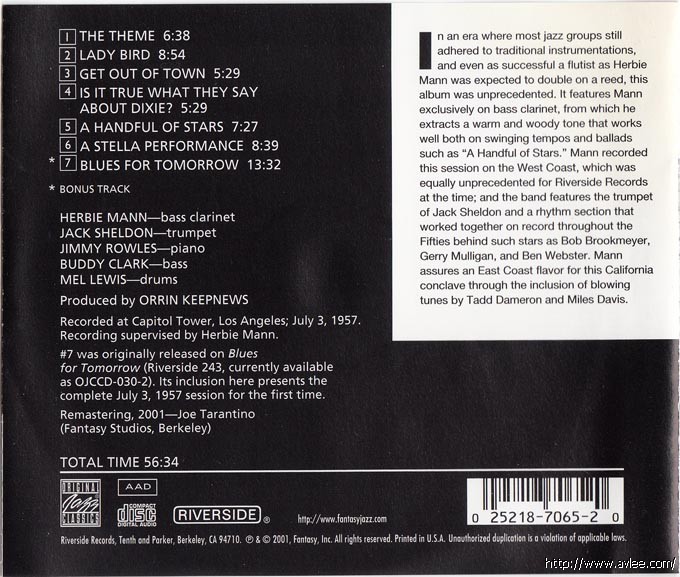 1 THE THEME 6:38
2 LADY BIRD 8:54
3 GET OUT OF TOWN 5:29
4 IS IT TRUE WHAT THEY SAY
ABOUT DIXIE? 5:29
5 A HANDFUL OF STARS 7:27
6 A STELLA PERFORMANCE 8:39
* 7 BLUES FOR TOMORROW 13:32
* BONUS TRACK
HERBIE MANN—bass clarinet
JACK SHELDON—trumpet
JIMMY ROWLES—piano
BUDDY CLARK—bass
MEL LEWIS—drums
Produced by ORRIN KEEPNEWS
Recorded at Capitol Tower, Los Angeles; July 3, 1957.
Recording supervised by Herbie Mann.
#7 was originally released on Blues
for Tomorrow (Riverside 243, currently available
as OJCCD-030-2). Its inclusion here presents the
complete July 3, 1957 session for the first time.
Remastering, 2001—Joe Tarantino
(Fantasy Studios, Berkeley)
TOTAL TIME 56:34
In an era where most jazz groups still
adhered to traditional instrumentations,
and even as successful a flutist as Herbie
Mann was expected to double on a reed, this
album was unprecedented. It features Mann
exclusively on bass clarinet, from which he
extracts a warm and woody tone that works
well both on swinging tempos and ballads
such as “A Handful of Stars.” Mann recorded
this session on the West Coast, which was
equally unprecedented for Riverside Records
at the time; and the band features the trumpet
of Jack Sheldon and a rhythm section that
worked together on record throughout the
Fifties behind such stars as Bob Brookmeyer,
Gerry Mulligan, and Ben Webster. Mann
assures an East Coast flavor for this California
conclave through the inclusion of blowing
tunes by Tadd Dameron and Miles Davis.
ORIGINAL
Jazz
CLASSICS
AAD
COMPACT
disc
DIGITAL AUDIO
RIVERSIDE ®
http://www.fantasyjazz.com
0 25218-7065-2 0
Riverside Records, Tenth and Parker, Berkeley, CA 94710. ℗ & © 2001, Fantasy, Inc. All rights reserved. Printed in U.S.A. Unauthorized duplication is a violation of applicable laws.
http://www.avlee.com/